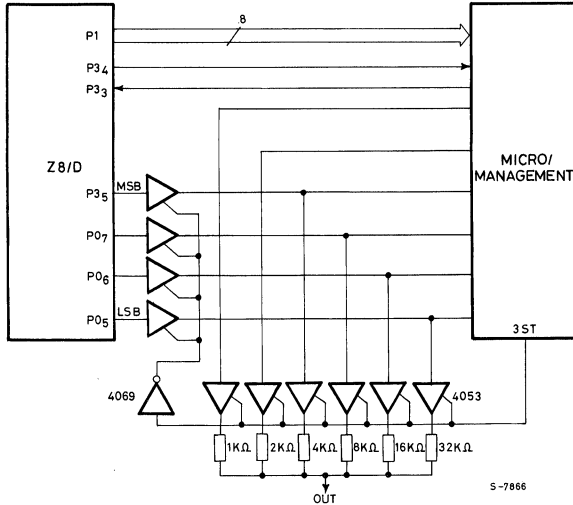 8
P1
P3₄
P3₃
Z8/D
MICRO/
MANAGEMENT
P3₅ MSB
P0₇
P0₆
P0₅ LSB
3ST
4069
4053
1KΩ 2KΩ 4KΩ 8KΩ 16KΩ 32KΩ
OUT
S-7866